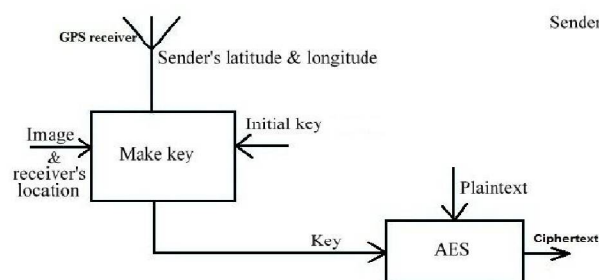 Sender
GPS receiver
Sender's latitude & longitude
Initial key
Image
&
receiver's
location
Make key
Plaintext
Key
AES
Ciphertext